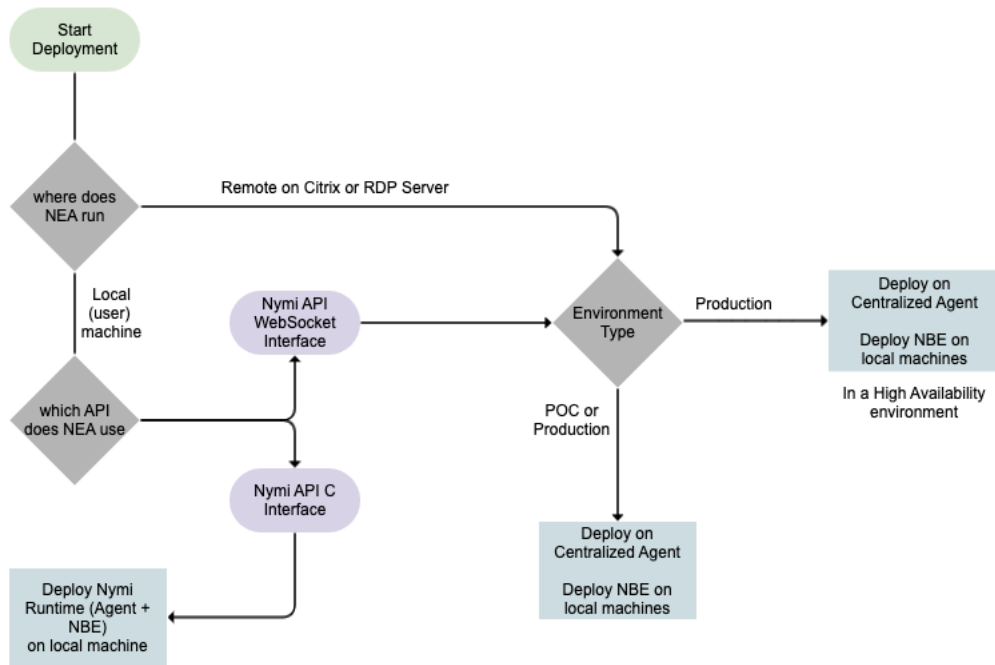 Start
Deployment
where does
NEA run
Remote on Citrix or RDP Server
Local
(user)
machine
which API
does NEA use
Nymi API
WebSocket
Interface
Nymi API C
Interface
Deploy Nymi
Runtime (Agent +
NBE)
on local machine
Environment
Type
Production
Deploy on
Centralized Agent
Deploy NBE on
local machines
In a High Availability
environment
POC or
Production
Deploy on
Centralized Agent
Deploy NBE on
local machines